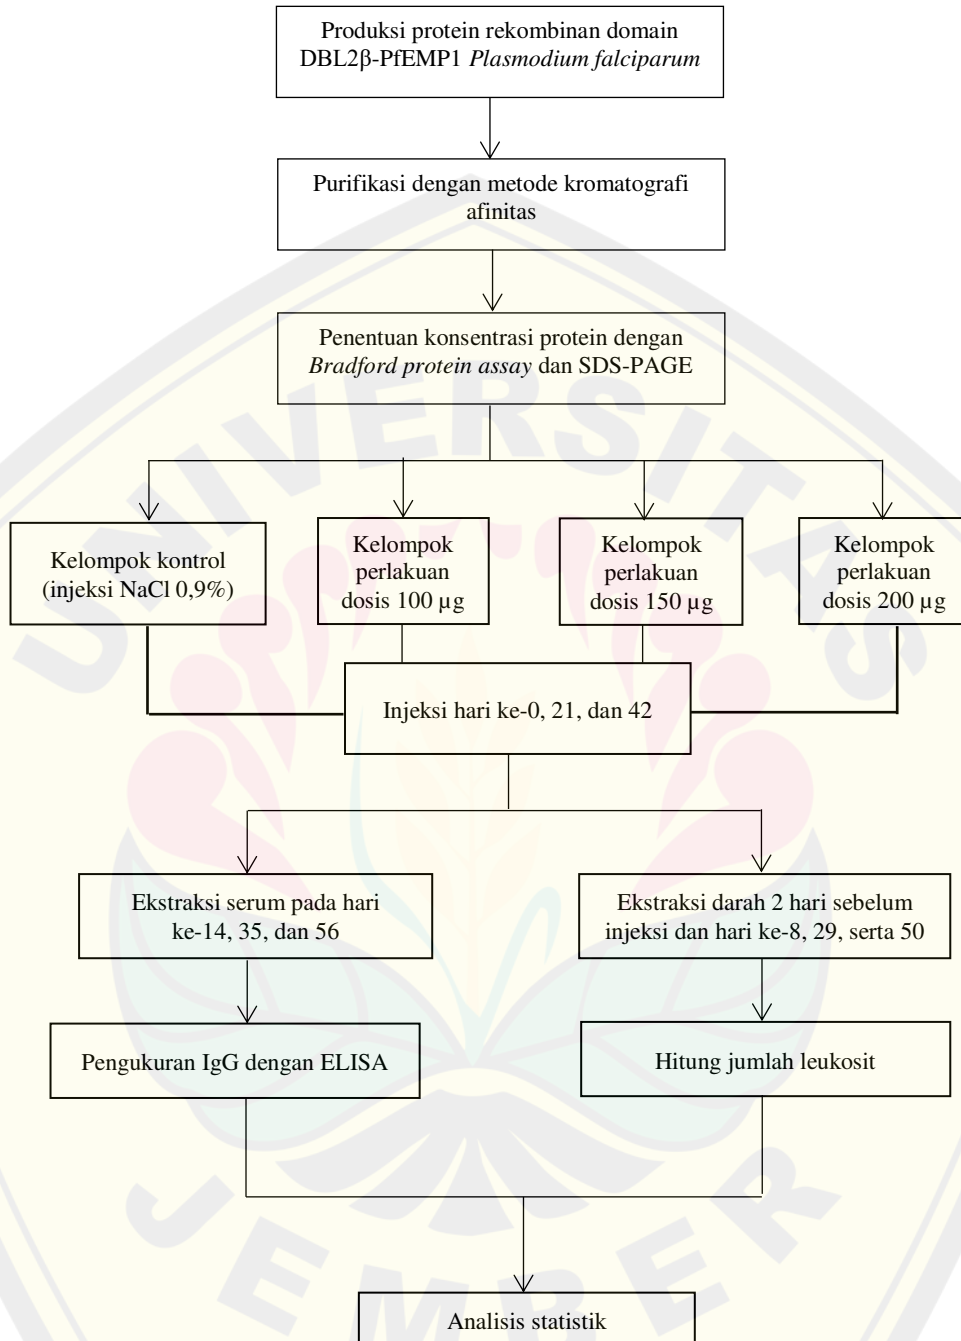 Produksi protein rekombinan domain
DBL2β-PfEMP1 Plasmodium falciparum
Purifikasi dengan metode kromatografi
afinitas
Penentuan konsentrasi protein dengan
Bradford protein assay dan SDS-PAGE
Kelompok kontrol
(injeksi NaCl 0,9%)
Kelompok
perlakuan
dosis 100 µg
Kelompok
perlakuan
dosis 150 µg
Kelompok
perlakuan
dosis 200 µg
Injeksi hari ke-0, 21, dan 42
Ekstraksi serum pada hari
ke-14, 35, dan 56
Ekstraksi darah 2 hari sebelum
injeksi dan hari ke-8, 29, serta 50
Pengukuran IgG dengan ELISA
Hitung jumlah leukosit
Analisis statistik
UNIVERSITAS
JEMBER